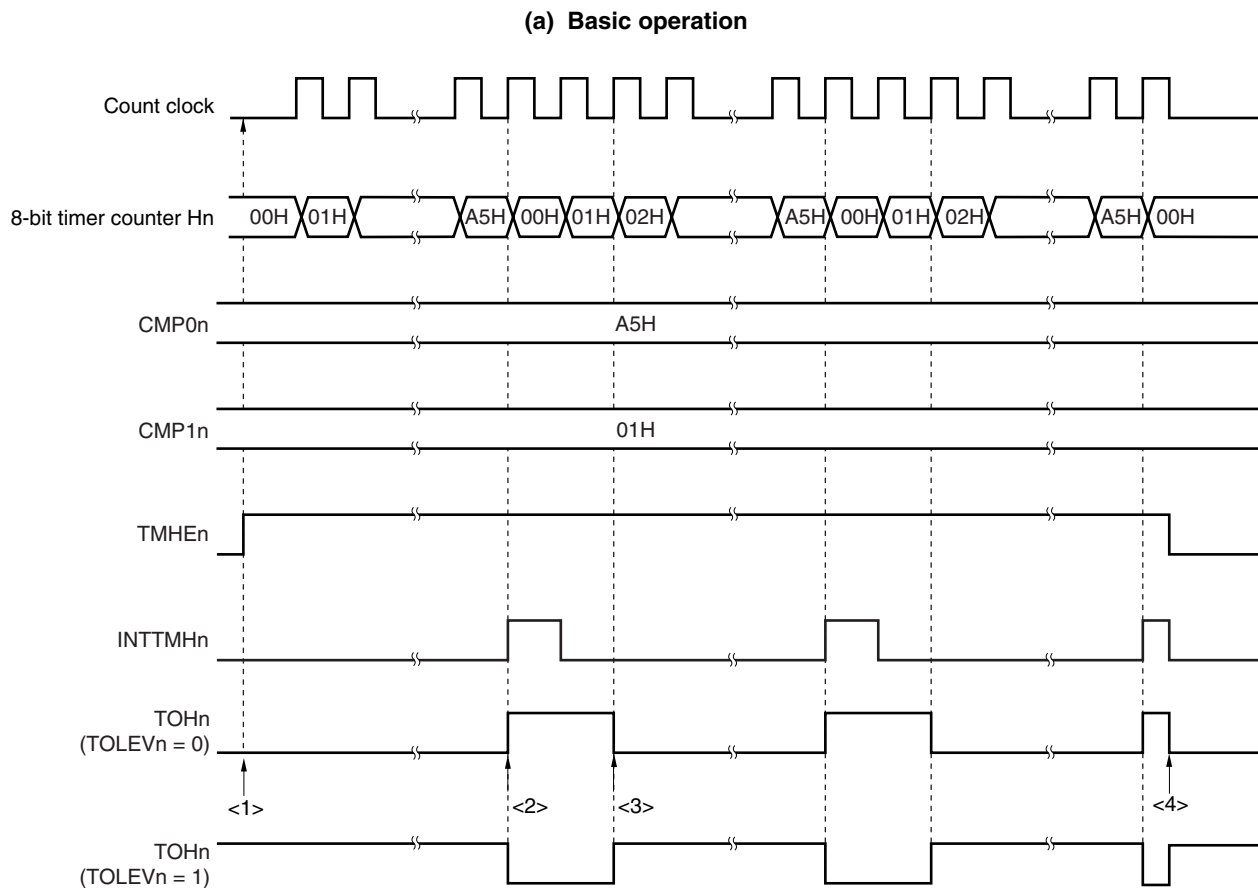 (a) Basic operation
Count clock
8-bit timer counter Hn
00H 01H A5H 00H 01H 02H A5H 00H 01H 02H A5H 00H
CMP0n
A5H
CMP1n
01H
TMHEn
INTTMHn
TOHn
(TOLEVn = 0)
<1> <2> <3> <4>
TOHn
(TOLEVn = 1)